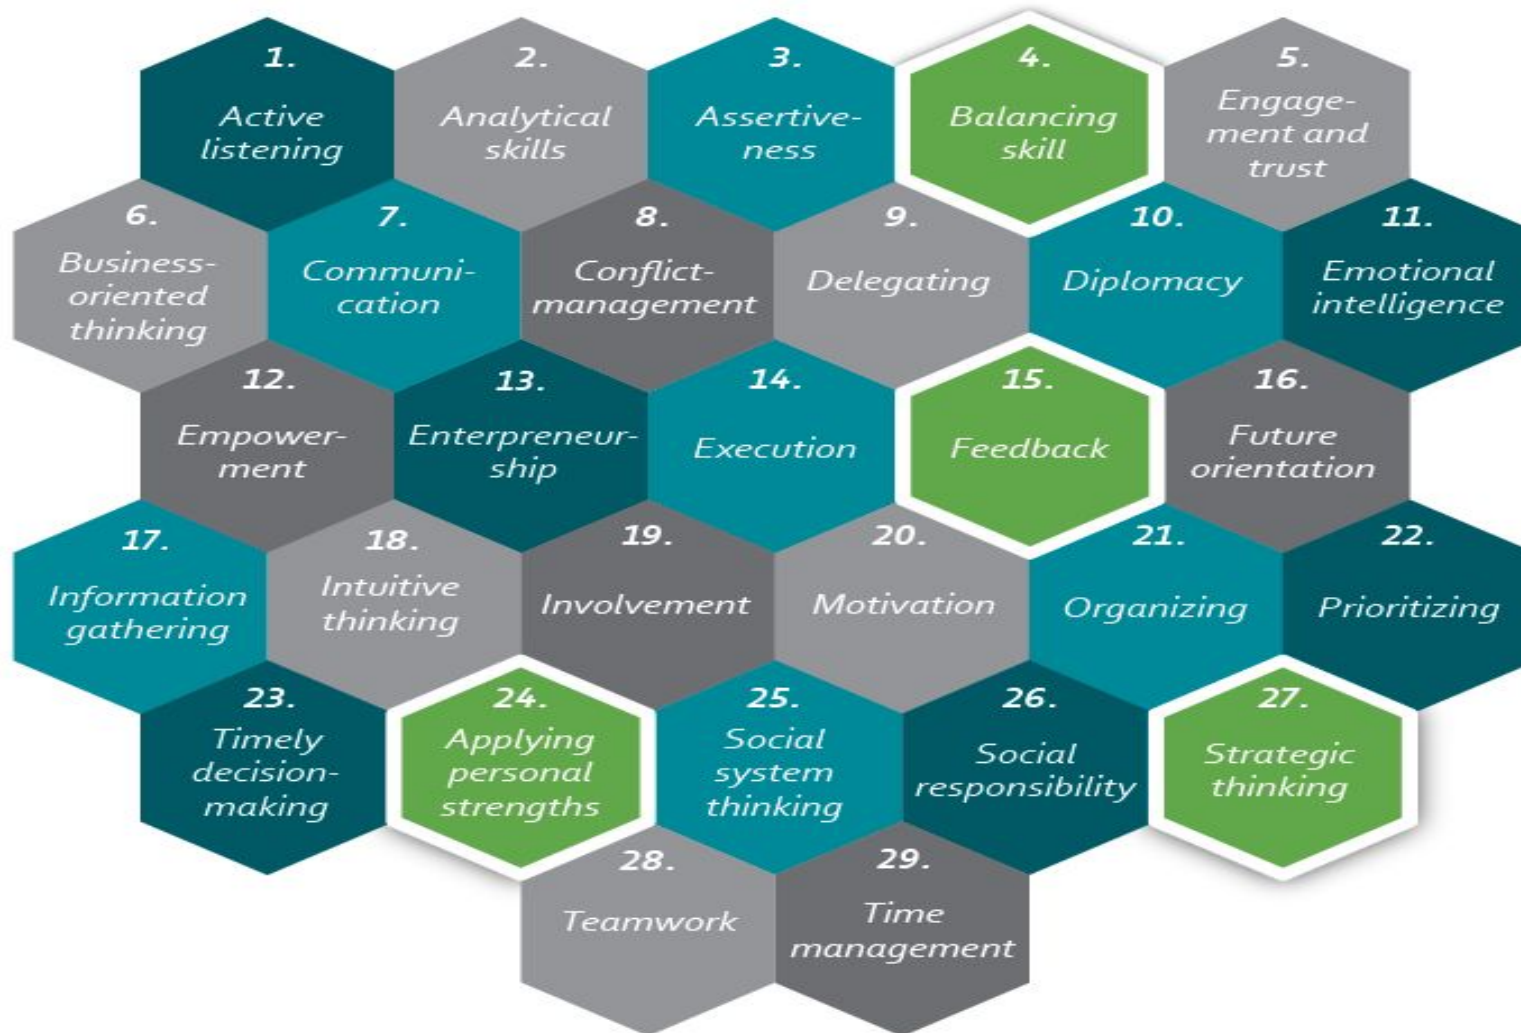 1.
Active
listening
2.
Analytical
skills
3.
Assertive-
ness
4.
Balancing
skill
5.
Engage-
ment and
trust
6.
Business-
oriented
thinking
7.
Communi-
cation
8.
Conflict-
management
9.
Delegating
10.
Diplomacy
11.
Emotional
intelligence
12.
Empower-
ment
13.
Enterpreneur-
ship
14.
Execution
15.
Feedback
16.
Future
orientation
17.
Information
gathering
18.
Intuitive
thinking
19.
Involvement
20.
Motivation
21.
Organizing
22.
Prioritizing
23.
Timely
decision-
making
24.
Applying
personal
strengths
25.
Social
system
thinking
26.
Social
responsibility
27.
Strategic
thinking
28.
Teamwork
29.
Time
management